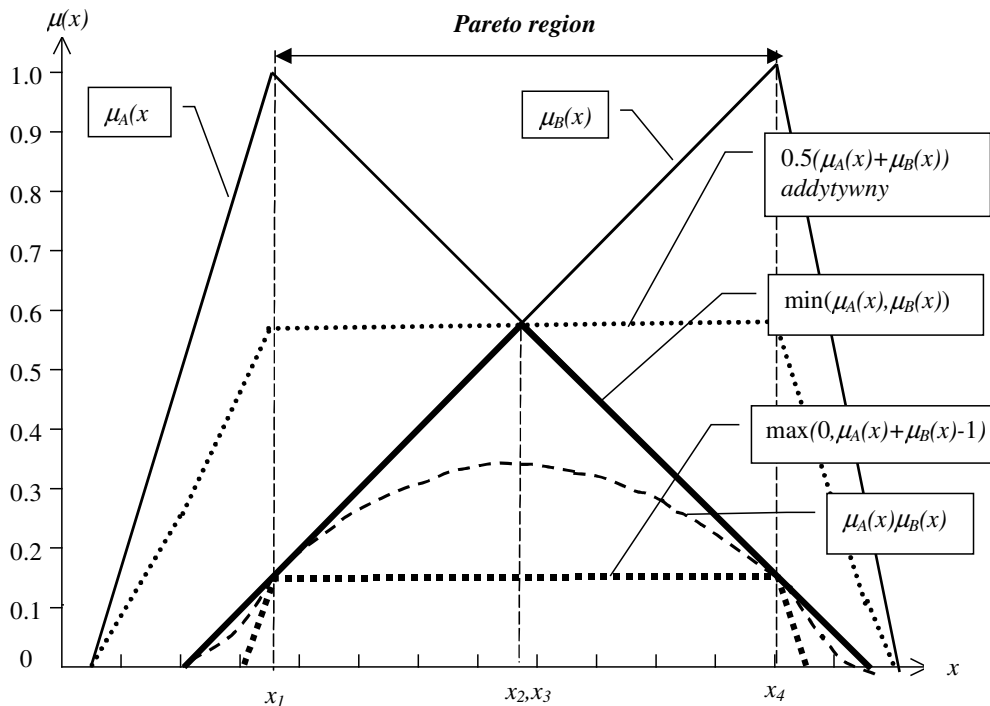 μ(x)
Pareto region
1.0
0.9
0.8
0.7
0.6
0.5
0.4
0.3
0.2
0.1
0
μA(x
μB(x)
0.5(μA(x)+μB(x))
addytywny
min(μA(x),μB(x))
max(0,μA(x)+μB(x)-1)
μA(x)μB(x)
x1
x2,x3
x4
x